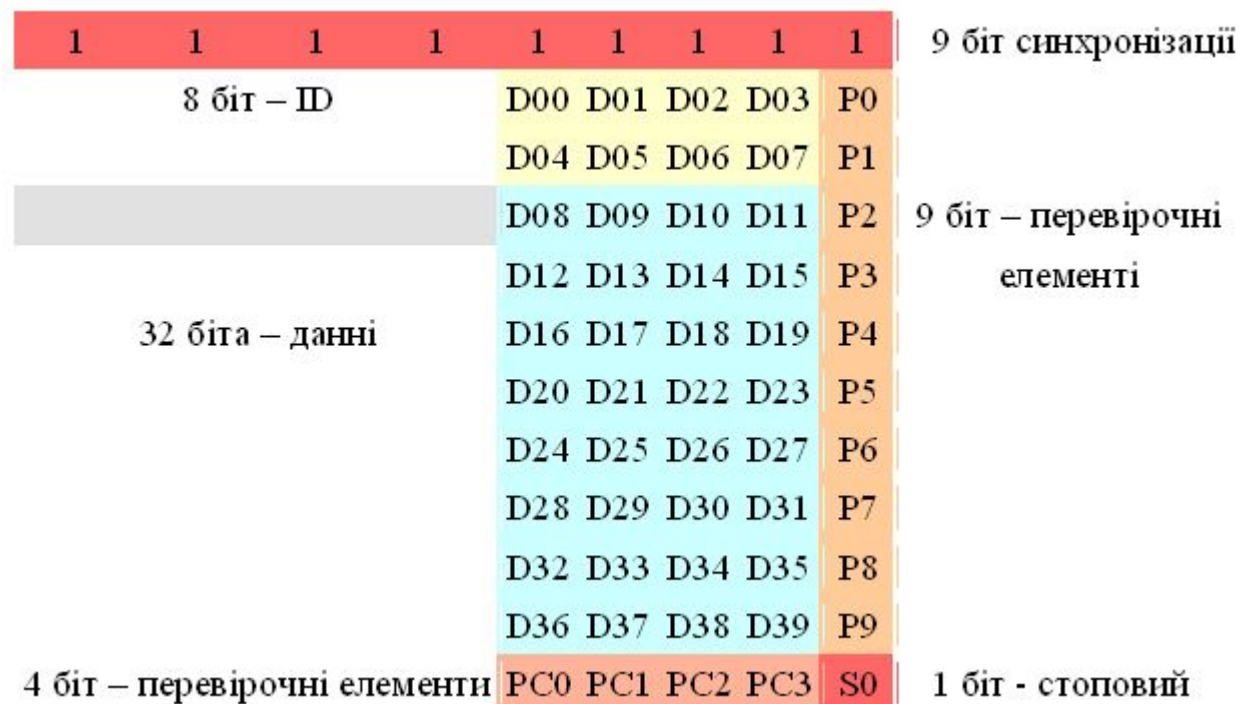 1 1 1 1 1 1 1 1 1 9 біт синхронізації
8 біт – ID D00 D01 D02 D03 P0
D04 D05 D06 D07 P1
D08 D09 D10 D11 P2 9 біт – перевірочні
D12 D13 D14 D15 P3 елементі
32 біта – данні D16 D17 D18 D19 P4
D20 D21 D22 D23 P5
D24 D25 D26 D27 P6
D28 D29 D30 D31 P7
D32 D33 D34 D35 P8
D36 D37 D38 D39 P9
4 біт – перевірочні елементи PC0 PC1 PC2 PC3 S0 1 біт - стоповий